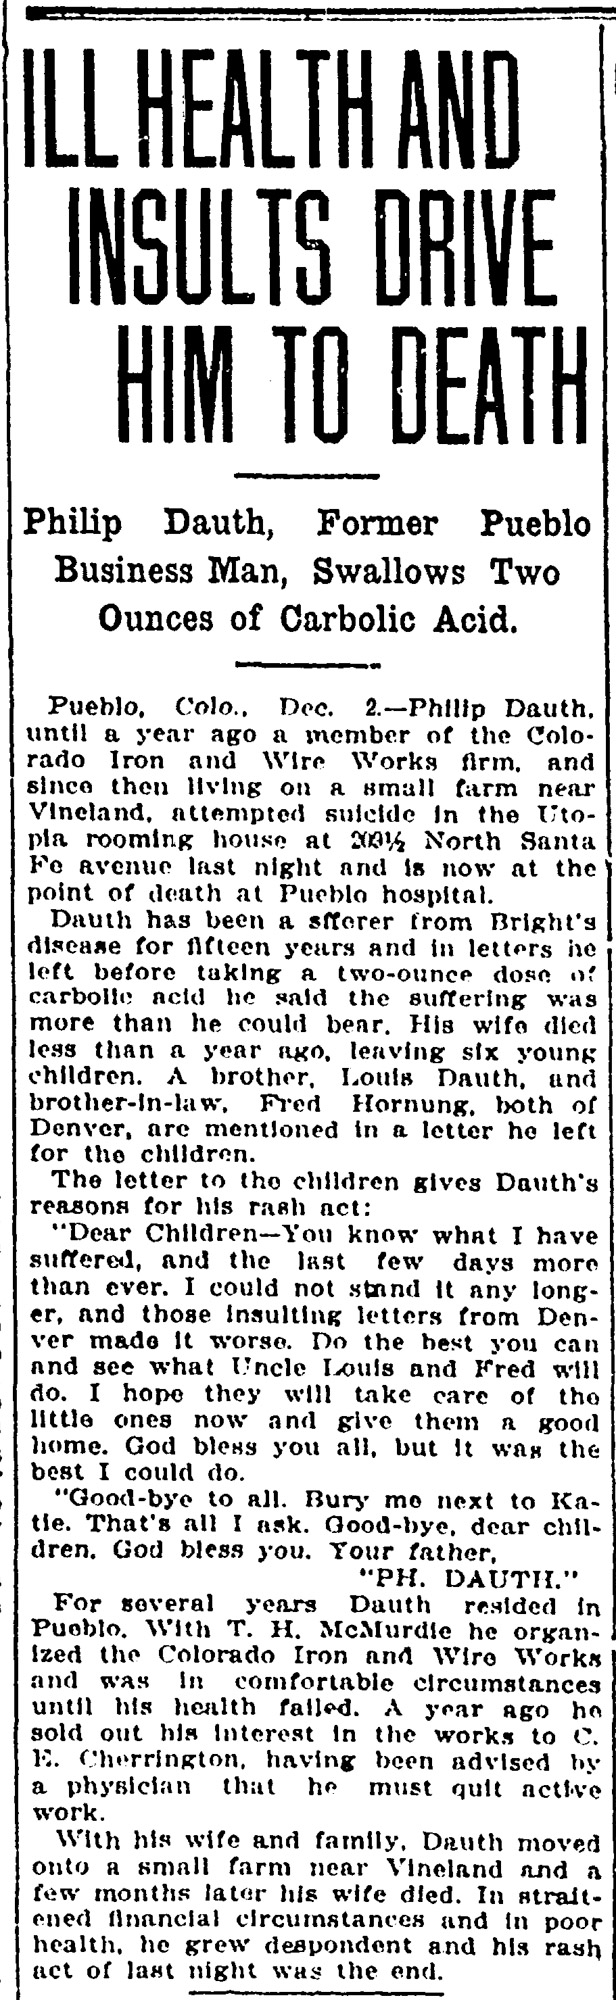 ILL HEALTH AND
INSULTS DRIVE
HIM TO DEATH
Philip Dauth, Former Pueblo
Business Man, Swallows Two
Ounces of Carbolic Acid.
Pueblo, Colo., Dec. 2.—Philip Dauth,
until a year ago a member of the Colo-
rado Iron and Wire Works firm, and
since then living on a small farm near
Vineland, attempted suicide in the Uto-
pia rooming house at 209½ North Santa
Fe avenue last night and is now at the
point of death at Pueblo hospital.
Dauth has been a sfferer from Bright's
disease for fifteen years and in letters he
left before taking a two-ounce dose of
carbolic acid he said the suffering was
more than he could bear. His wife died
less than a year ago, leaving six young
children. A brother, Louis Dauth, and
brother-in-law, Fred Hornung, both of
Denver, are mentioned in a letter he left
for the children.
The letter to the children gives Dauth's
reasons for his rash act:
"Dear Children—You know what I have
suffered, and the last few days more
than ever. I could not stand it any long-
er, and those insulting letters from Den-
ver made it worse. Do the best you can
and see what Uncle Louis and Fred will
do. I hope they will take care of the
little ones now and give them a good
home. God bless you all, but it was the
best I could do.
"Good-bye to all. Bury me next to Ka-
tie. That's all I ask. Good-bye, dear chil-
dren. God bless you. Your father,
"PH. DAUTH."
For several years Dauth resided in
Pueblo. With T. H. McMurdie he organ-
ized the Colorado Iron and Wire Works
and was in comfortable circumstances
until his health failed. A year ago he
sold out his interest in the works to C.
E. Cherrington, having been advised by
a physician that he must quit active
work.
With his wife and family, Dauth moved
onto a small farm near Vineland and a
few months later his wife died. In strait-
ened financial circumstances and in poor
health, he grew despondent and his rash
act of last night was the end.